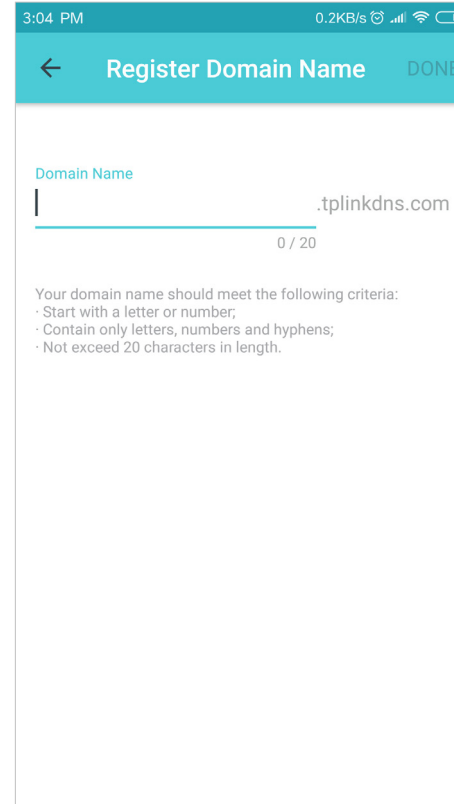 3:04 PM 0.2KB/s
Register Domain Name DONE
Domain Name
.tplinkdns.com
0 / 20
Your domain name should meet the following criteria:
· Start with a letter or number;
· Contain only letters, numbers and hyphens;
· Not exceed 20 characters in length.